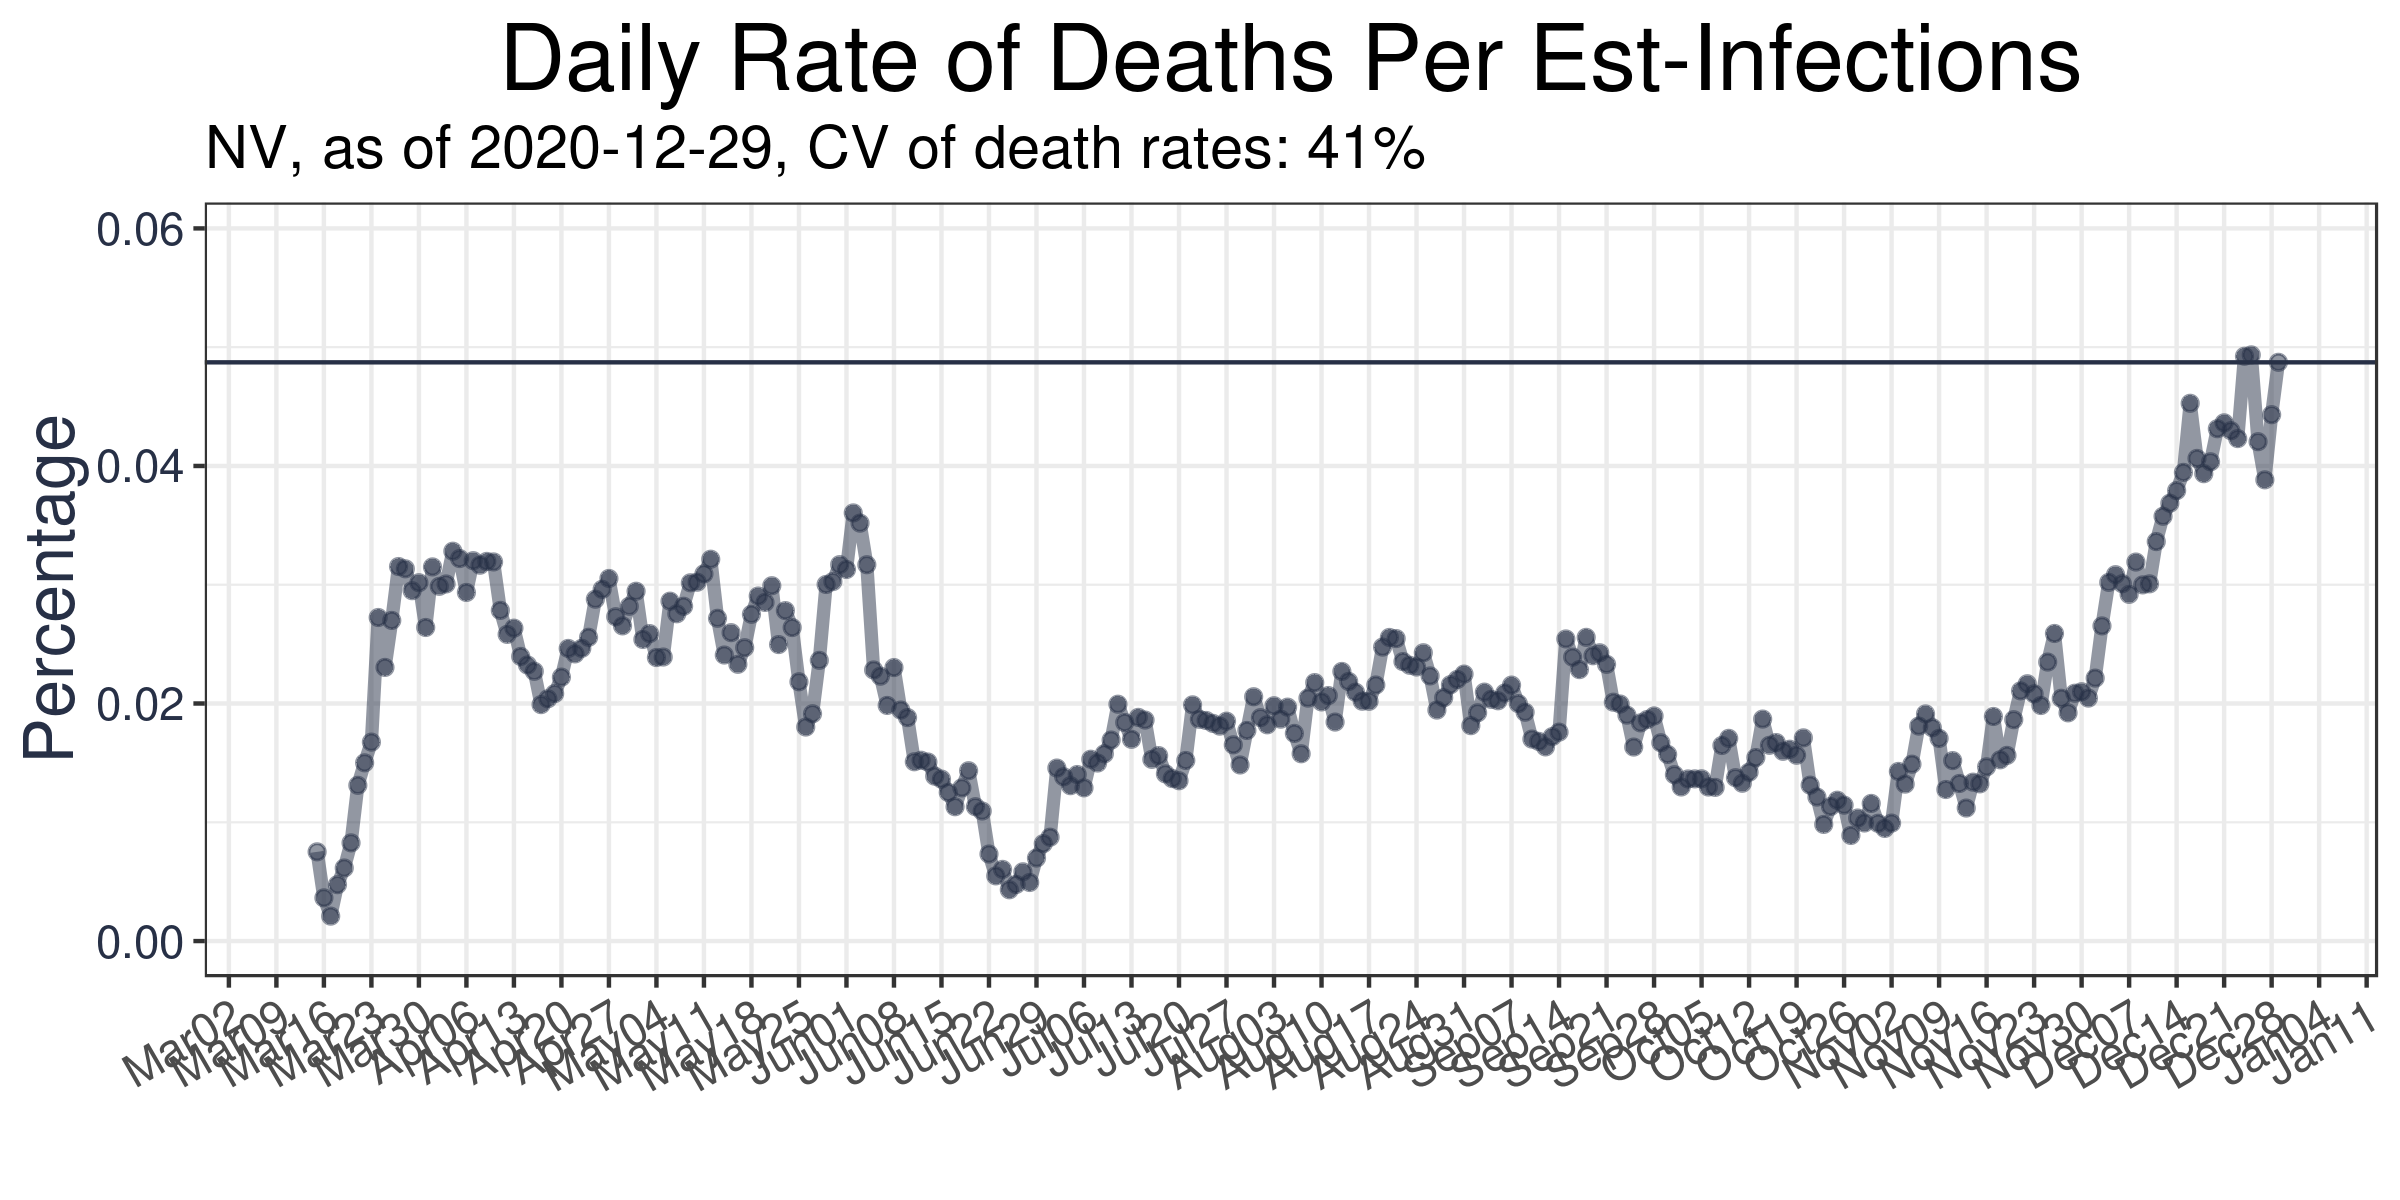 Daily Rate of Deaths Per Est-Infections
NV, as of 2020-12-29, CV of death rates: 41%
Percentage
0.06
0.04
0.02
0.00
Mar02
Mar09
Mar16
Mar23
Mar30
Apr06
Apr13
Apr20
Apr27
May04
May11
May18
May25
Jun01
Jun08
Jun15
Jun22
Jun29
Jul06
Jul13
Jul20
Jul27
Aug03
Aug10
Aug17
Aug24
Aug31
Sep07
Sep14
Sep21
Sep28
Oct05
Oct12
Oct19
Oct26
Nov02
Nov09
Nov16
Nov23
Nov30
Dec07
Dec14
Dec21
Dec28
Jan04
Jan11